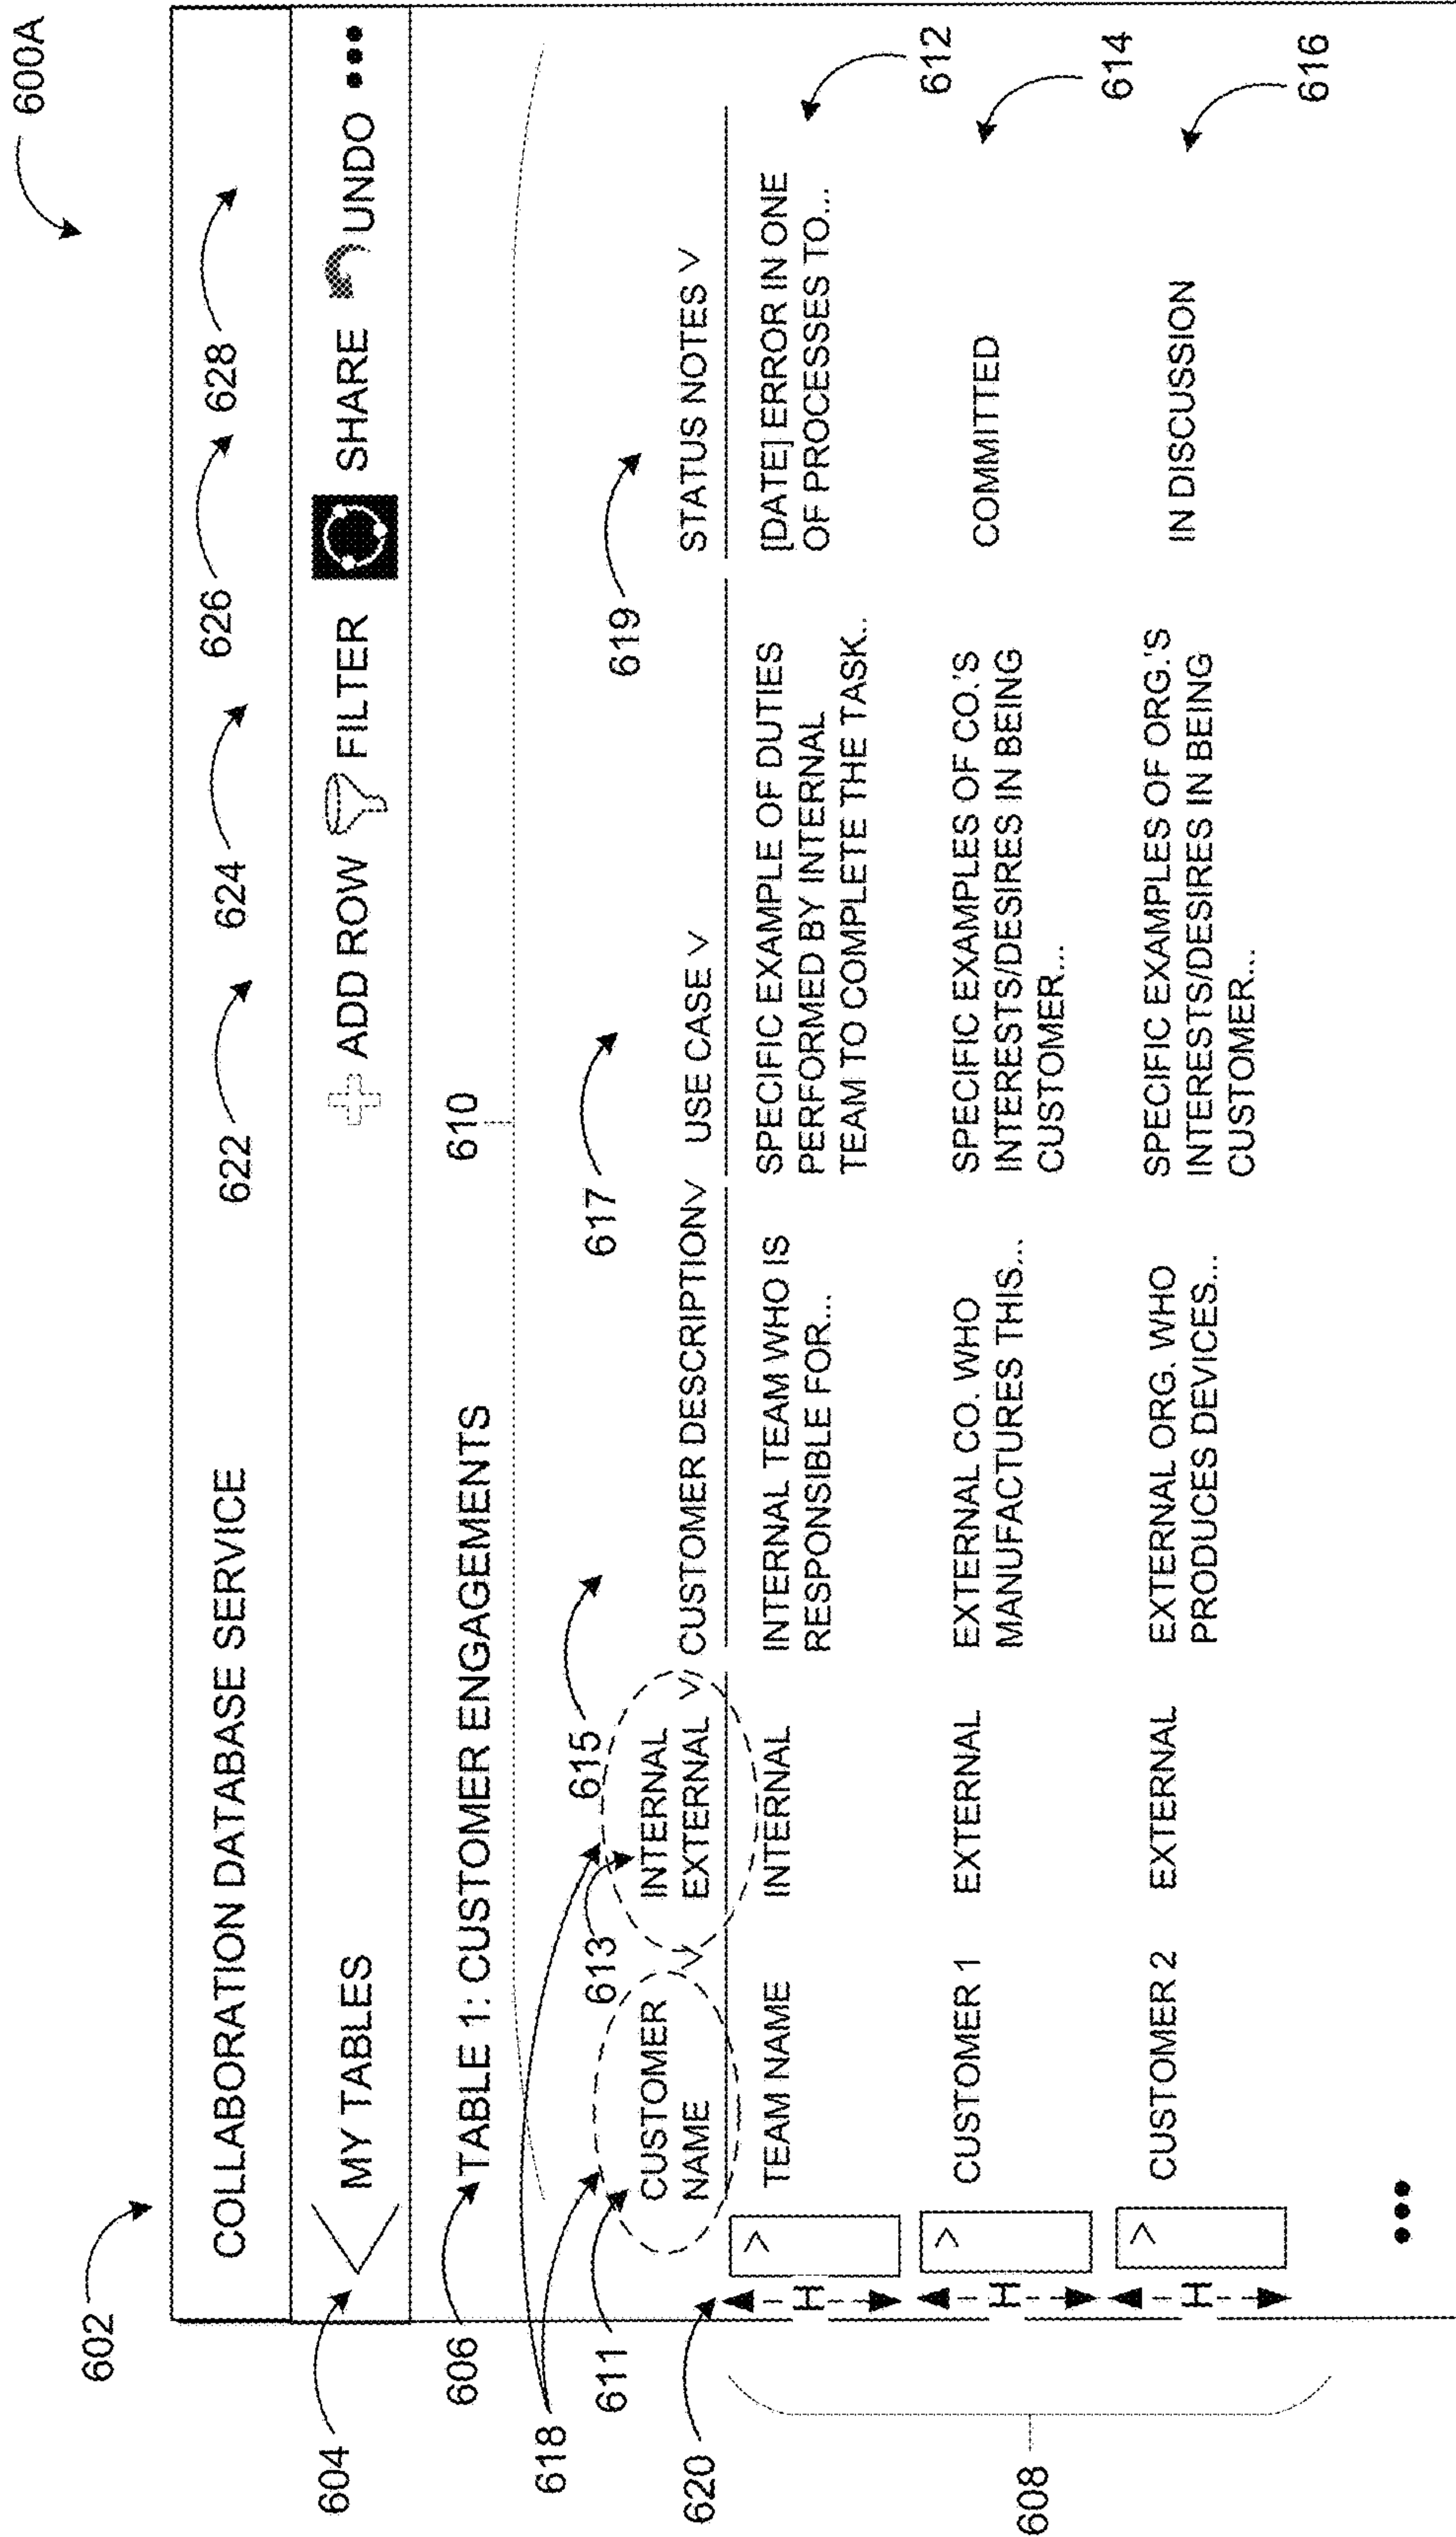 600A
602
COLLABORATION DATABASE SERVICE
622
624
626
628
604
MY TABLES
ADD ROW
FILTER
SHARE
UNDO
606
TABLE 1: CUSTOMER ENGAGEMENTS
610
618
611
613
615
617
619
CUSTOMER
NAME
INTERNAL
EXTERNAL
CUSTOMER DESCRIPTION
USE CASE
STATUS NOTES
620
608
H
TEAM NAME
INTERNAL
INTERNAL TEAM WHO IS
RESPONSIBLE FOR...
SPECIFIC EXAMPLE OF DUTIES
PERFORMED BY INTERNAL
TEAM TO COMPLETE THE TASK..
[DATE] ERROR IN ONE
OF PROCESSES TO...
612
H
CUSTOMER 1
EXTERNAL
EXTERNAL CO. WHO
MANUFACTURES THIS...
SPECIFIC EXAMPLES OF CO.'S
INTERESTS/DESIRES IN BEING
CUSTOMER...
COMMITTED
614
H
CUSTOMER 2
EXTERNAL
EXTERNAL ORG. WHO
PRODUCES DEVICES...
SPECIFIC EXAMPLES OF ORG.'S
INTERESTS/DESIRES IN BEING
CUSTOMER...
IN DISCUSSION
616